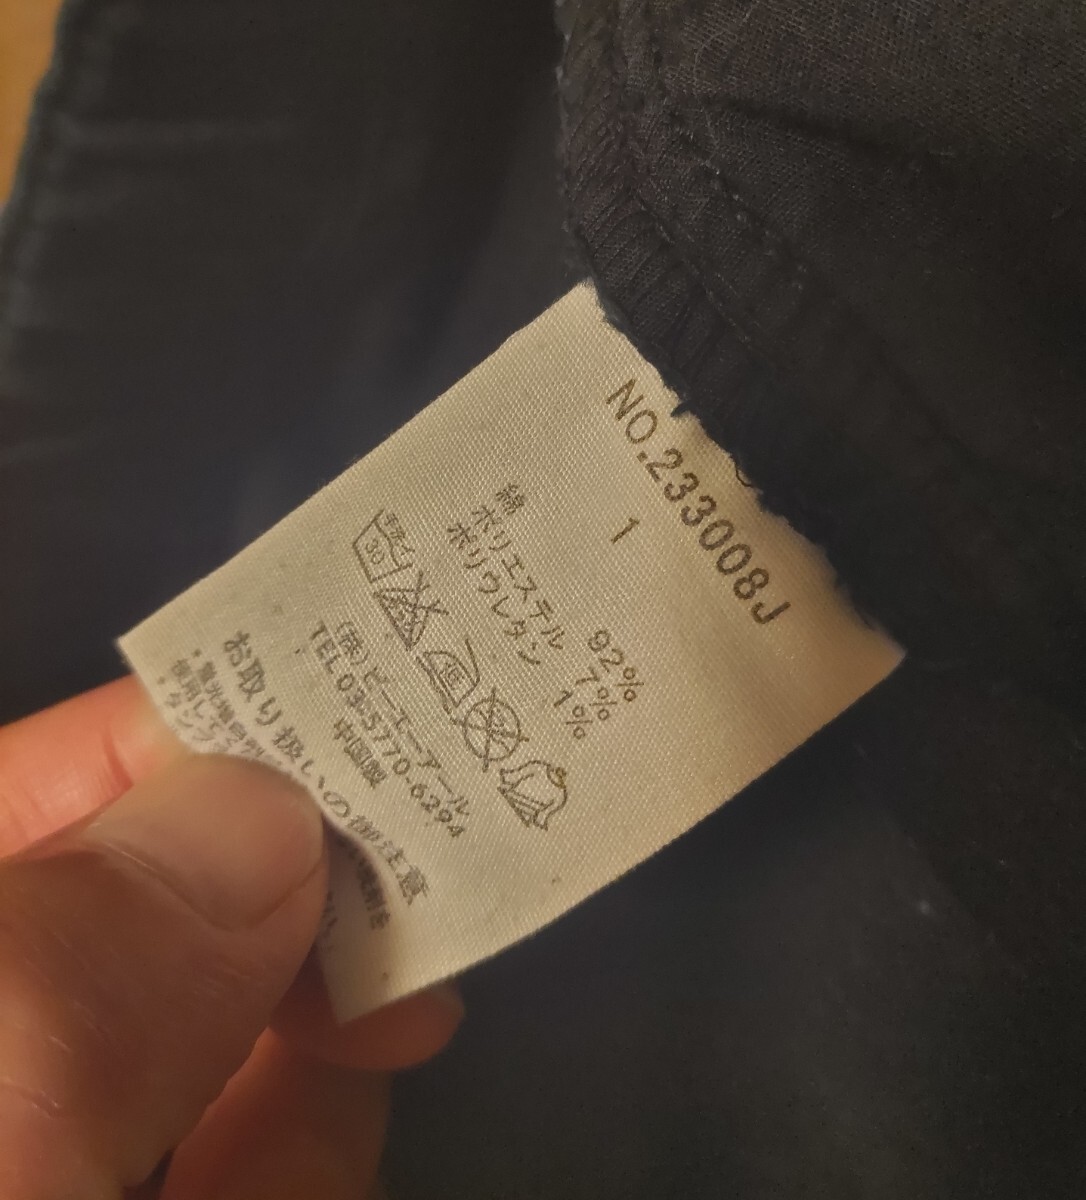 NO.233008J
1
綿 92%
ポリエステル 7%
ポリウレタン 1%
30
中
(株)ビーエーアール
TEL 03-5770-6294
中国製
お取り扱いの御注意